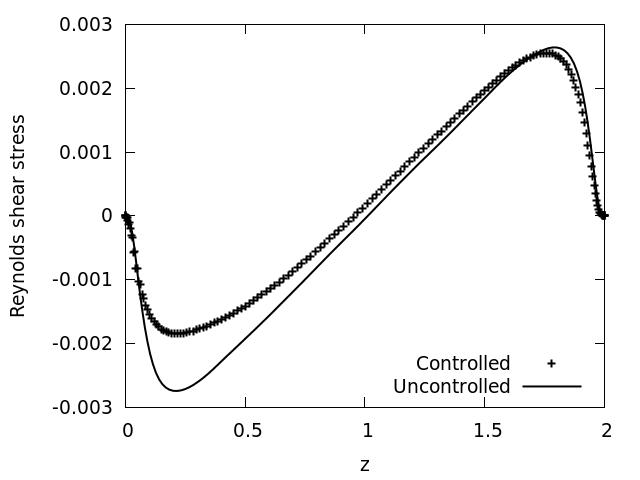 0.003
0.002
0.001
0
-0.001
-0.002
-0.003
Reynolds shear stress
Controlled
Uncontrolled
0 0.5 1 1.5 2
z